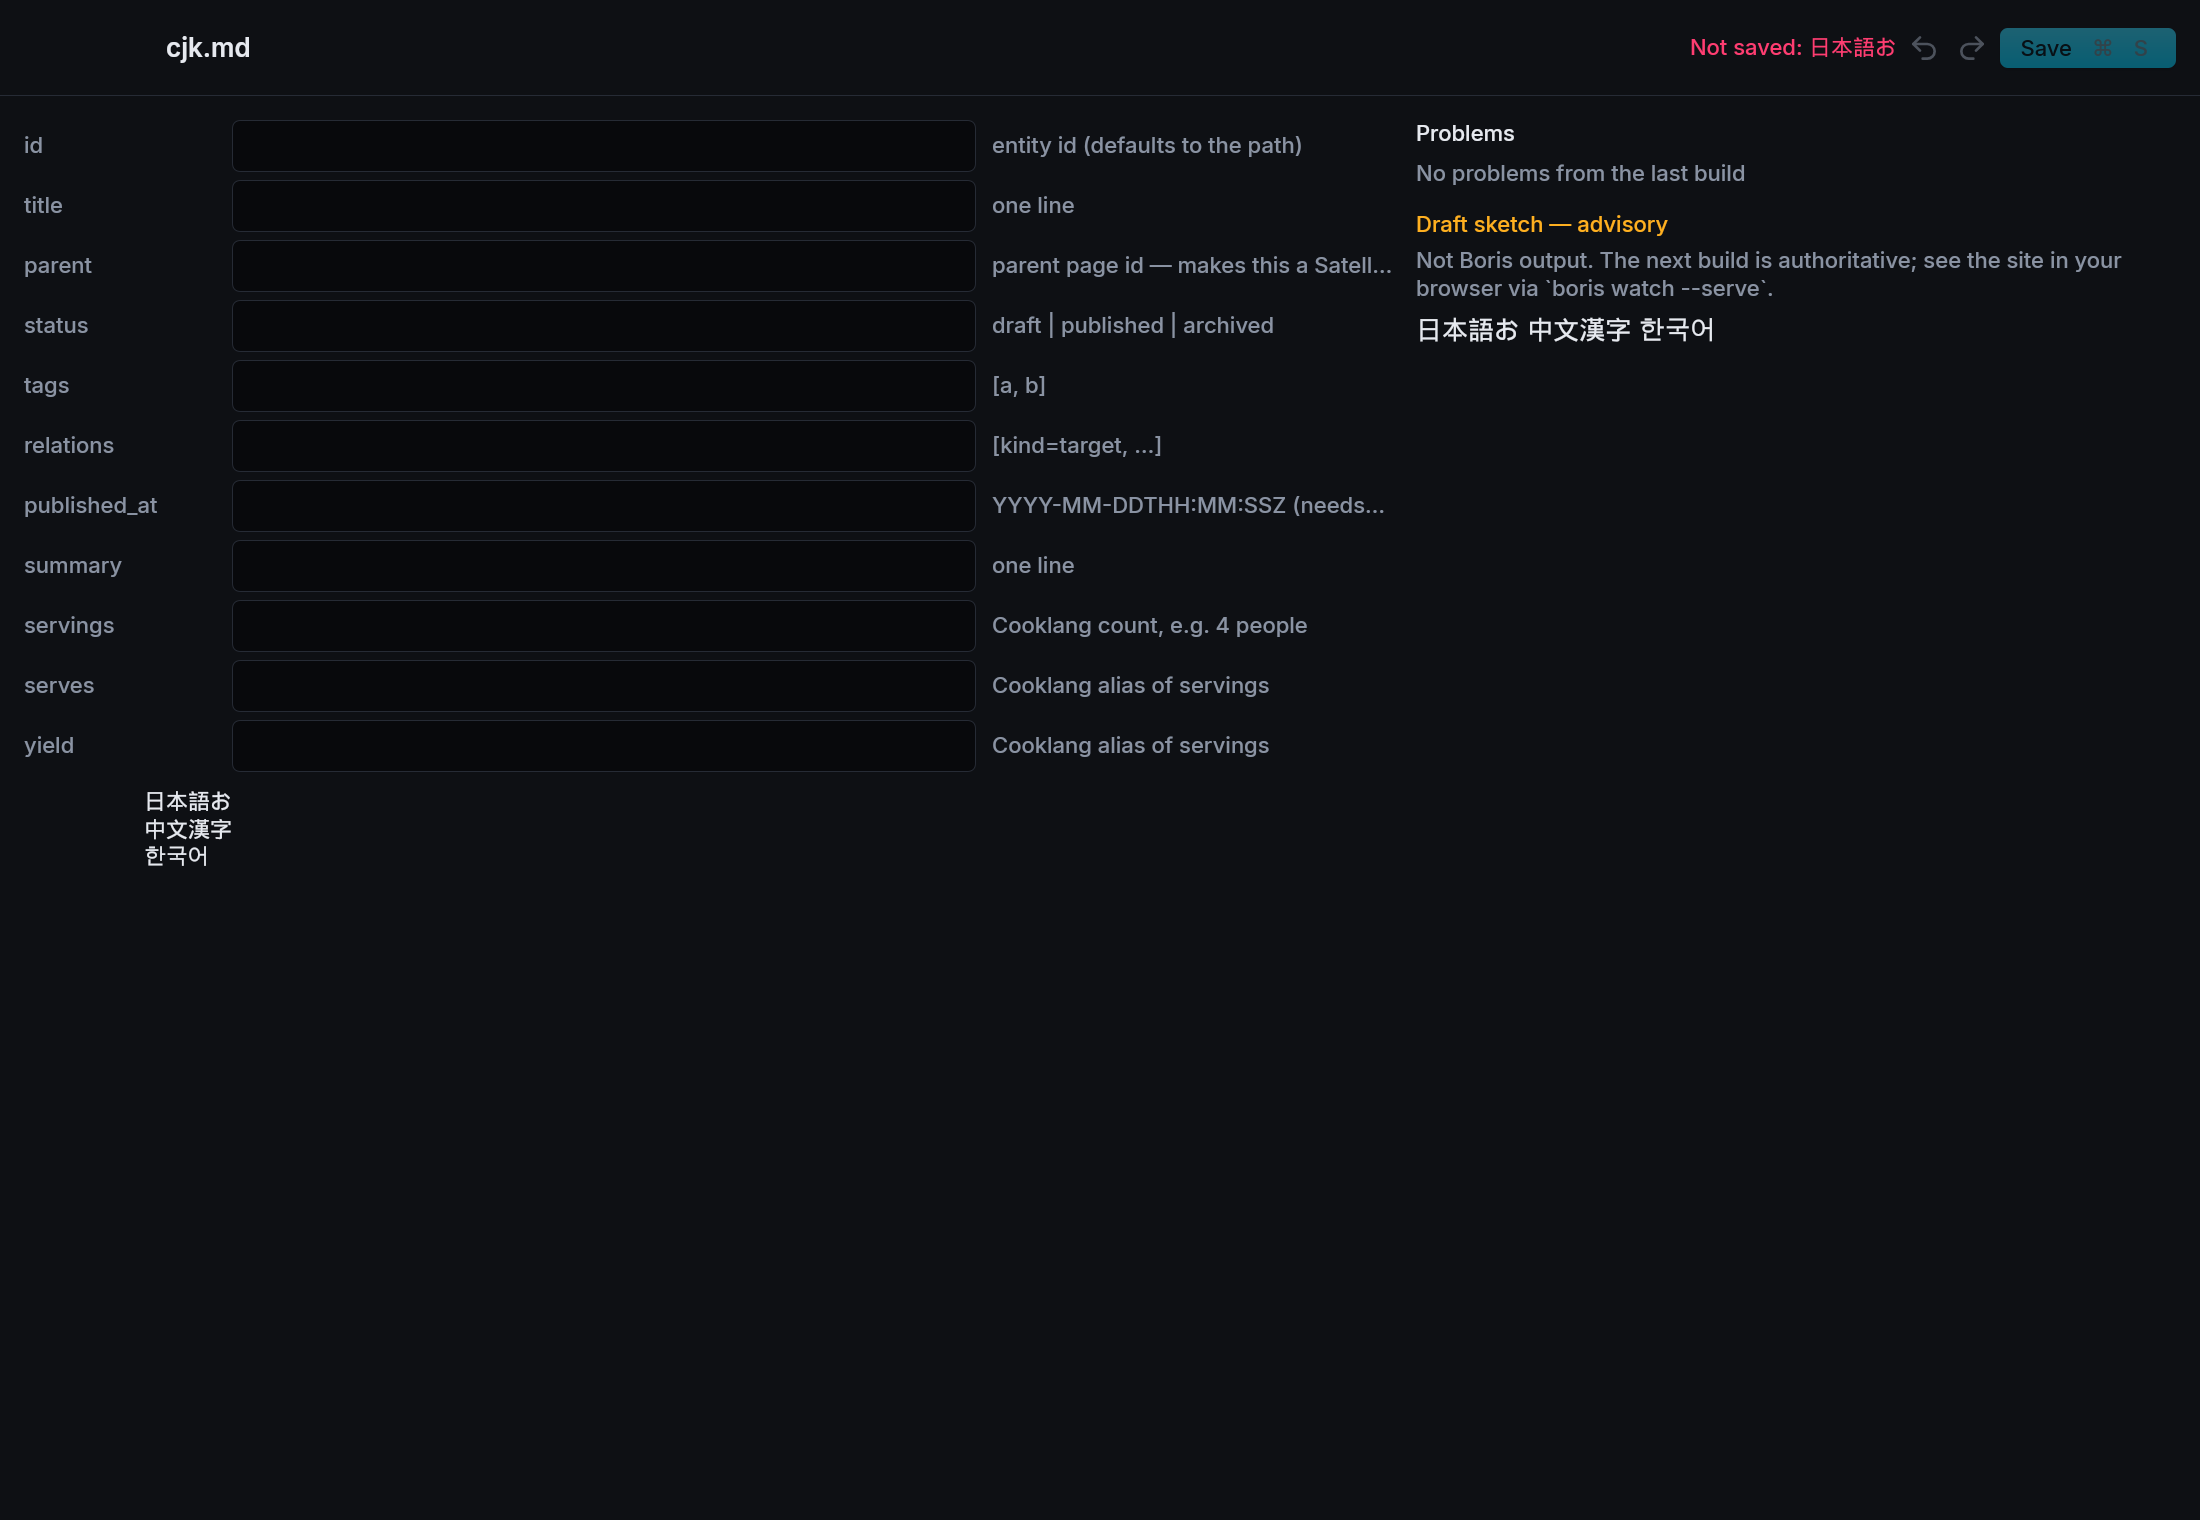 cjk.md
Not saved: 日本語お
Save ⌘ S
id
entity id (defaults to the path)
title
one line
parent
parent page id — makes this a Satell...
status
draft | published | archived
tags
[a, b]
relations
[kind=target, ...]
published_at
YYYY-MM-DDTHH:MM:SSZ (needs...
summary
one line
servings
Cooklang count, e.g. 4 people
serves
Cooklang alias of servings
yield
Cooklang alias of servings
日本語お
中文漢字
한국어
Problems
No problems from the last build
Draft sketch — advisory
Not Boris output. The next build is authoritative; see the site in your
browser via `boris watch --serve`.
日本語お 中文漢字 한국어